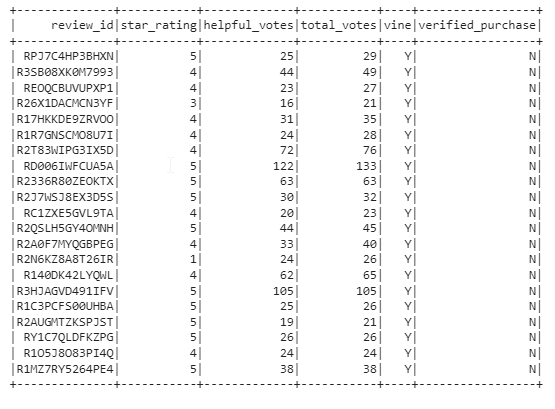 +--------------+-----------+-------------+-----------+----+-----------------+
|     review_id|star_rating|helpful_votes|total_votes|vine|verified_purchase|
+--------------+-----------+-------------+-----------+----+-----------------+
| RPJ7C4HP3BHXN|          5|           25|         29|   Y|                N|
|R3SB08XK0M7993|          4|           44|         49|   Y|                N|
| REOQCBUVUPXP1|          4|           23|         27|   Y|                N|
|R26X1DACMCN3YF|          3|           16|         21|   Y|                N|
|R17HKKDE9ZRVOO|          4|           31|         35|   Y|                N|
|R1R7GNSCMO8U7I|          4|           24|         28|   Y|                N|
|R2T83WIPG3IX5D|          4|           72|         76|   Y|                N|
| RD006IWFCUA5A|          5|          122|        133|   Y|                N|
|R2336R80ZEOKTX|          5|           63|         63|   Y|                N|
|R2J7WSJ8EX3D5S|          5|           30|         32|   Y|                N|
| RC1ZXE5GVL9TA|          4|           20|         23|   Y|                N|
|R2QSLH5GY4OMNH|          5|           44|         45|   Y|                N|
|R2A0F7MYQGBPEG|          4|           33|         40|   Y|                N|
|R2N6KZ8A8T26IR|          1|           24|         26|   Y|                N|
| R140DK42LYQWL|          4|           62|         65|   Y|                N|
|R3HJAGVD491IFV|          5|          105|        105|   Y|                N|
|R1C3PCFS00UHBA|          5|           25|         26|   Y|                N|
|R2AUGMTZKSPJST|          5|           19|         21|   Y|                N|
| RY1C7QLDFKZPG|          5|           26|         26|   Y|                N|
|R1O5J8O83PI4Q|          4|           24|         24|   Y|                N|
|R1MZ7RY5264PE4|          5|           38|         38|   Y|                N|
+--------------+-----------+-------------+-----------+----+-----------------+